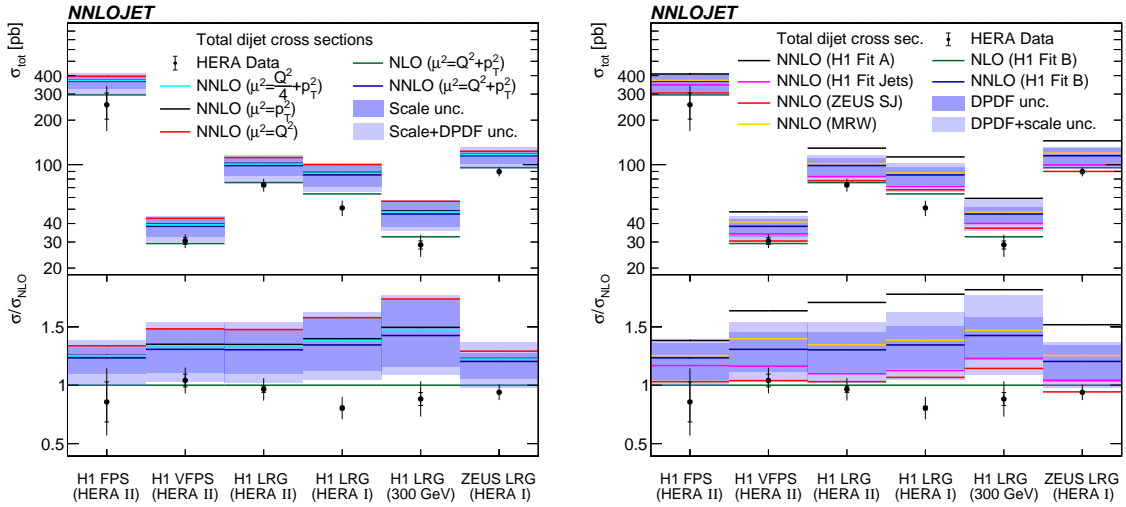 NNLOJET
σtot [pb]
400
300
200
100
40
30
20
Total dijet cross sections
HERA Data
NNLO (μ²=Q²/4+p_T²)
NNLO (μ²=p_T²)
NNLO (μ²=Q²)
NLO (μ²=Q²+p_T²)
NNLO (μ²=Q²+p_T²)
Scale unc.
Scale+DPDF unc.
σ/σNLO
1.5
1
0.5
H1 FPS
(HERA II)
H1 VFPS
(HERA II)
H1 LRG
(HERA II)
H1 LRG
(HERA I)
H1 LRG
(300 GeV)
ZEUS LRG
(HERA I)
NNLOJET
σtot [pb]
400
300
200
100
40
30
20
Total dijet cross sec.
NNLO (H1 Fit A)
NNLO (H1 Fit Jets)
NNLO (ZEUS SJ)
NNLO (MRW)
HERA Data
NLO (H1 Fit B)
NNLO (H1 Fit B)
DPDF unc.
DPDF+scale unc.
σ/σNLO
1.5
1
0.5
H1 FPS
(HERA II)
H1 VFPS
(HERA II)
H1 LRG
(HERA II)
H1 LRG
(HERA I)
H1 LRG
(300 GeV)
ZEUS LRG
(HERA I)